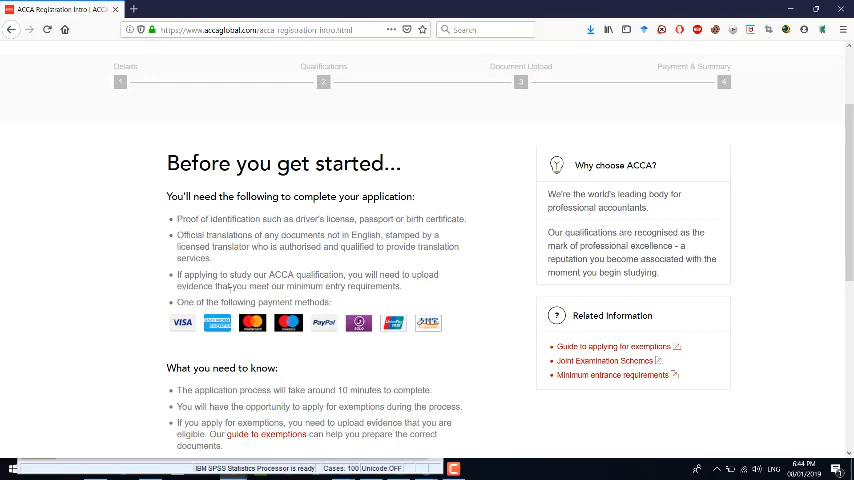 ACCA Registration Intro | ACCA
https://www.accaglobal.com/acca-registration-intro.html
Search
Details
Qualifications
Document Upload
Payment & Summary
1
2
3
4
Before you get started...
You'll need the following to complete your application:
Proof of identification such as driver's license, passport or birth certificate.
Official translations of any documents not in English, stamped by a
licensed translator who is authorised and qualified to provide translation
services.
If applying to study our ACCA qualification, you will need to upload
evidence that you meet our minimum entry requirements.
One of the following payment methods:
VISA
PayPal
SOLO
UnionPay
支付宝
What you need to know:
The application process will take around 10 minutes to complete.
You will have the opportunity to apply for exemptions during the process.
If you apply for exemptions, you need to upload evidence that you are
eligible. Our guide to exemptions can help you prepare the correct
documents.
Why choose ACCA?
We're the world's leading body for
professional accountants.
Our qualifications are recognised as the
mark of professional excellence - a
reputation you become associated with the
moment you begin studying.
? Related Information
Guide to applying for exemptions
Joint Examination Schemes
Minimum entrance requirements
IBM SPSS Statistics Processor is ready
Cases: 100
Unicode:OFF
ENG
6:44 PM
08/01/2019